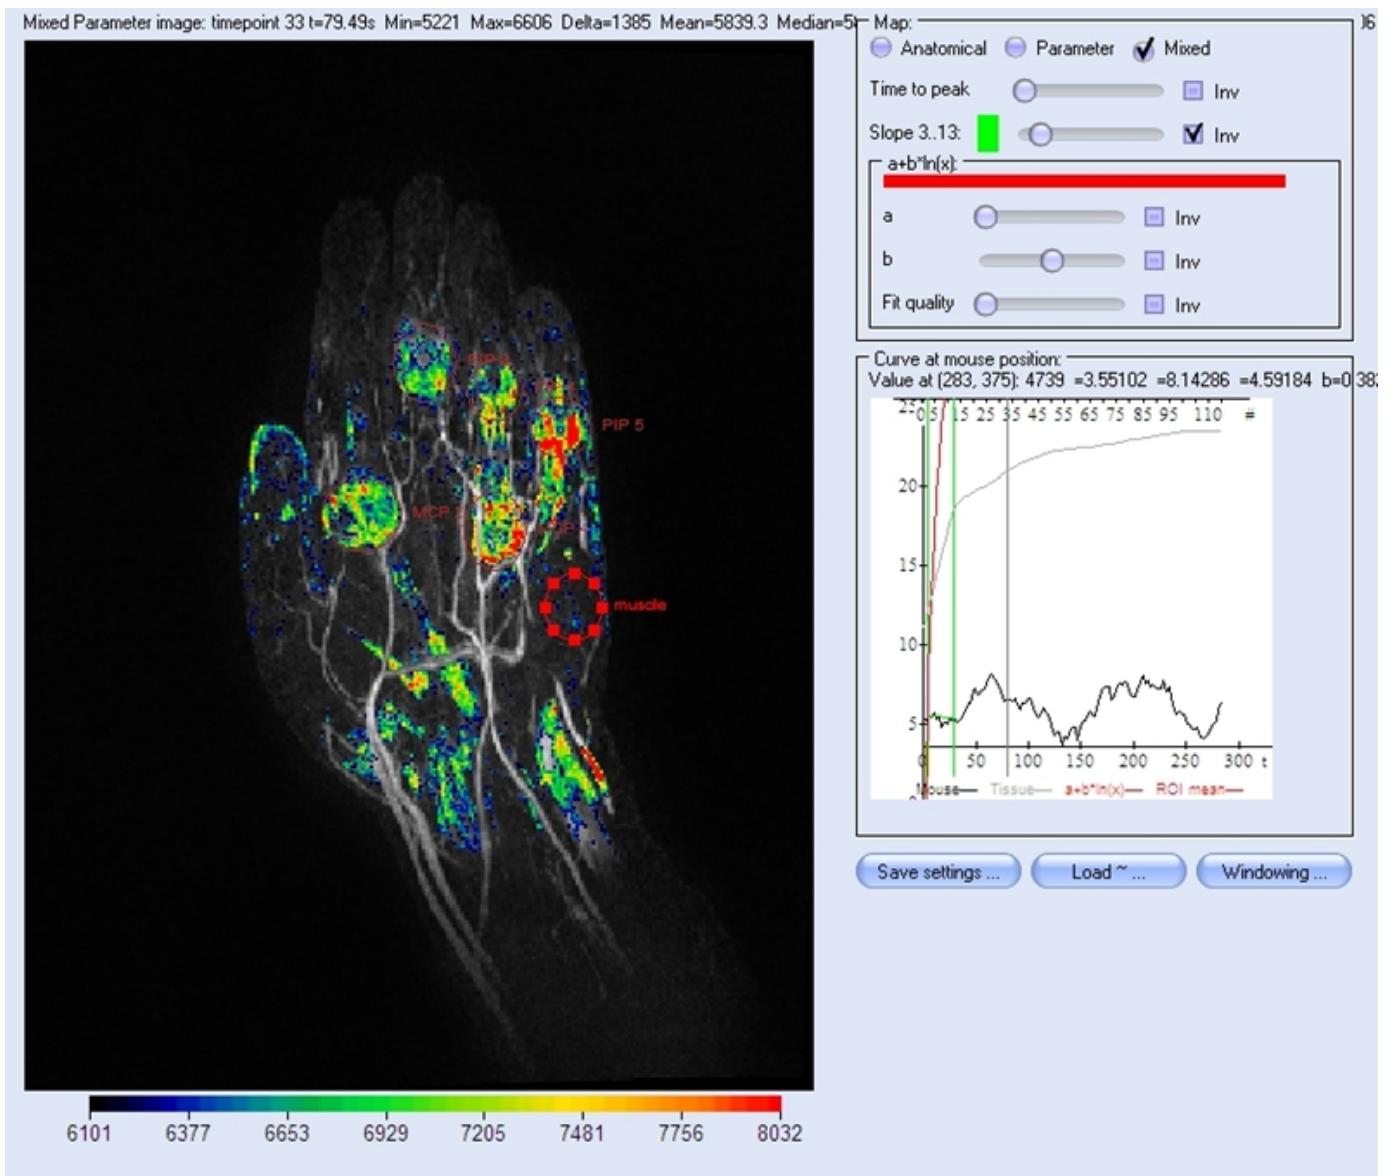 Mixed Parameter image: timepoint 33 t=79.49s Min=5221 Max=6606 Delta=1385 Mean=5839.3
Map:
Anatomical Parameter Mixed
Time to peak Inv
Slope 3..13: Inv
a+b*ln(x):
a Inv
b Inv
Fit quality Inv
PIP 5
MCP 2
muscle
Curve at mouse position:
Value at (283, 375): 4739 =3.55102 =8.14286 =4.59184 b=0.382
25 35 45 55 65 75 85 95 110 #
25
20
15
10
5
0 50 100 150 200 250 300 t
Mouse Tissue a+b*ln(x) ROI mean
Save settings ... Load ~ ... Windowing ...
6101 6377 6653 6929 7205 7481 7756 8032